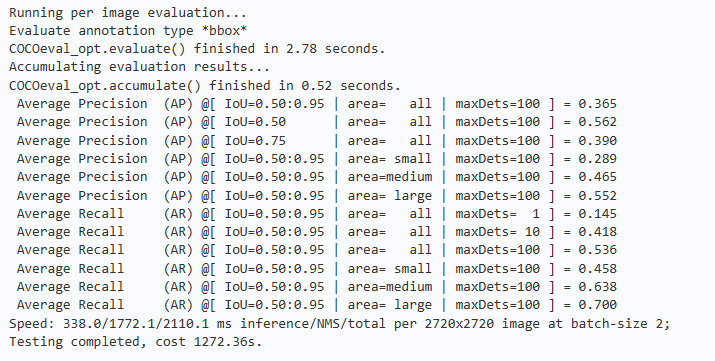 Running per image evaluation...
Evaluate annotation type *bbox*
COCOeval_opt.evaluate() finished in 2.78 seconds.
Accumulating evaluation results...
COCOeval_opt.accumulate() finished in 0.52 seconds.
 Average Precision  (AP) @[ IoU=0.50:0.95 | area=   all | maxDets=100 ] = 0.365
 Average Precision  (AP) @[ IoU=0.50      | area=   all | maxDets=100 ] = 0.562
 Average Precision  (AP) @[ IoU=0.75      | area=   all | maxDets=100 ] = 0.390
 Average Precision  (AP) @[ IoU=0.50:0.95 | area= small | maxDets=100 ] = 0.289
 Average Precision  (AP) @[ IoU=0.50:0.95 | area=medium | maxDets=100 ] = 0.465
 Average Precision  (AP) @[ IoU=0.50:0.95 | area= large | maxDets=100 ] = 0.552
 Average Recall     (AR) @[ IoU=0.50:0.95 | area=   all | maxDets=  1 ] = 0.145
 Average Recall     (AR) @[ IoU=0.50:0.95 | area=   all | maxDets= 10 ] = 0.418
 Average Recall     (AR) @[ IoU=0.50:0.95 | area=   all | maxDets=100 ] = 0.536
 Average Recall     (AR) @[ IoU=0.50:0.95 | area= small | maxDets=100 ] = 0.458
 Average Recall     (AR) @[ IoU=0.50:0.95 | area=medium | maxDets=100 ] = 0.638
 Average Recall     (AR) @[ IoU=0.50:0.95 | area= large | maxDets=100 ] = 0.700
Speed: 338.0/1772.1/2110.1 ms inference/NMS/total per 2720x2720 image at batch-size 2;
Testing completed, cost 1272.36s.